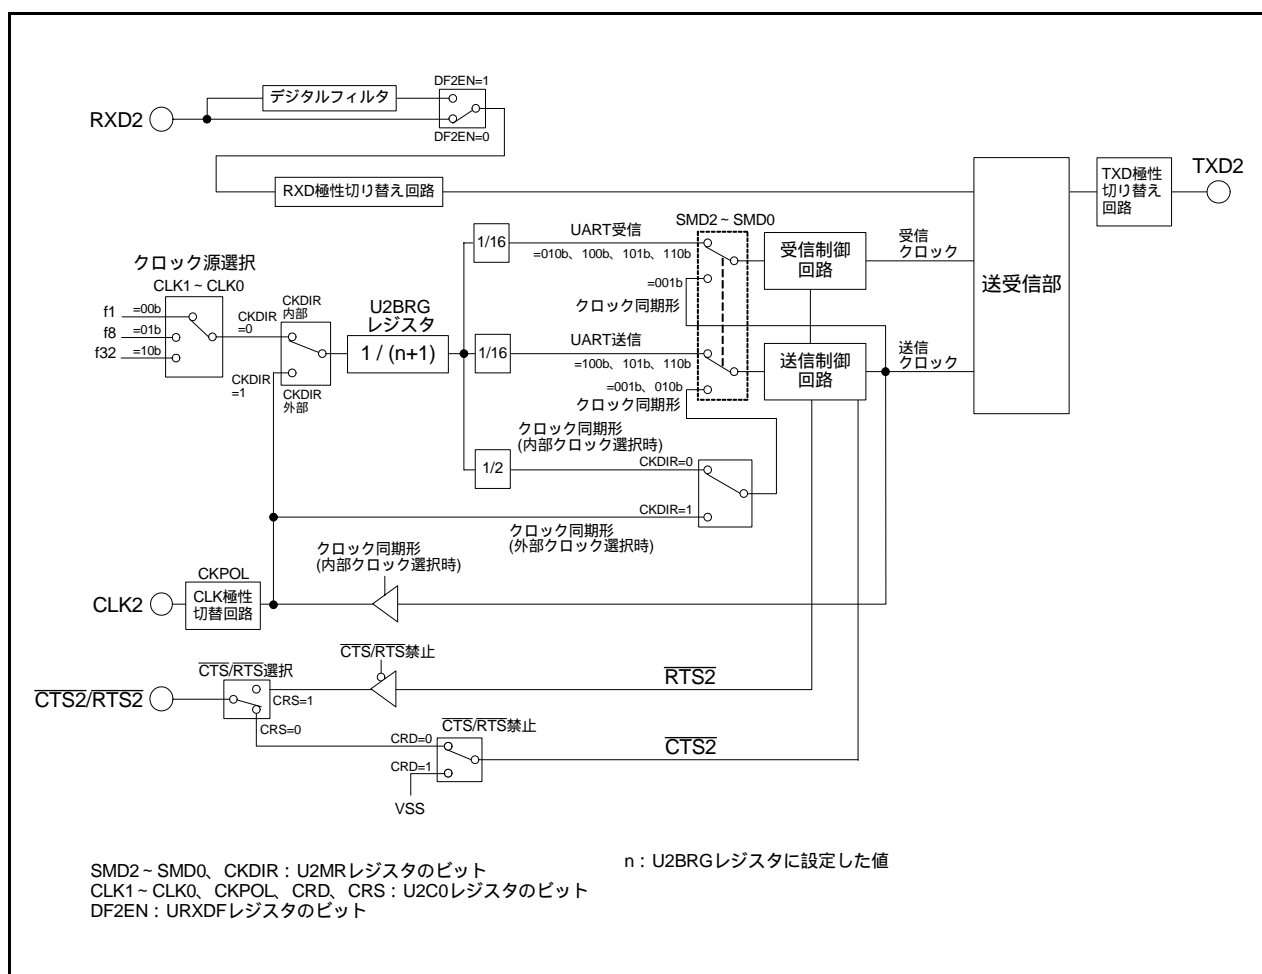 DF2EN=1
デジタルフィルタ
RXD2
DF2EN=0
RXD極性切り替え回路
TXD極性
切り替え
回路
TXD2
SMD2～SMD0
UART受信
1/16
=010b、100b、101b、110b
受信制御
回路
受信
クロック
送受信部
クロック源選択
CLK1～CLK0
=001b
クロック同期形
f1
=00b
f8
=01b
f32
=10b
CKDIR
=0
CKDIR
内部
U2BRG
レジスタ
1 / (n+1)
1/16
UART送信
=100b、101b、110b
送信制御
回路
送信
クロック
CKDIR
=1
CKDIR
外部
=001b、010b
クロック同期形
クロック同期形
(内部クロック選択時)
1/2
CKDIR=0
CKDIR=1
クロック同期形
(外部クロック選択時)
クロック同期形
(内部クロック選択時)
CKPOL
CLK2
CLK極性
切替回路
CTS/RTS禁止
CTS/RTS選択
RTS2
CTS2/RTS2
CRS=1
CRS=0
CTS/RTS禁止
CRD=0
CTS2
CRD=1
VSS
SMD2～SMD0、CKDIR：U2MRレジスタのビット
n：U2BRGレジスタに設定した値
CLK1～CLK0、CKPOL、CRD、CRS：U2C0レジスタのビット
DF2EN：URXDFレジスタのビット